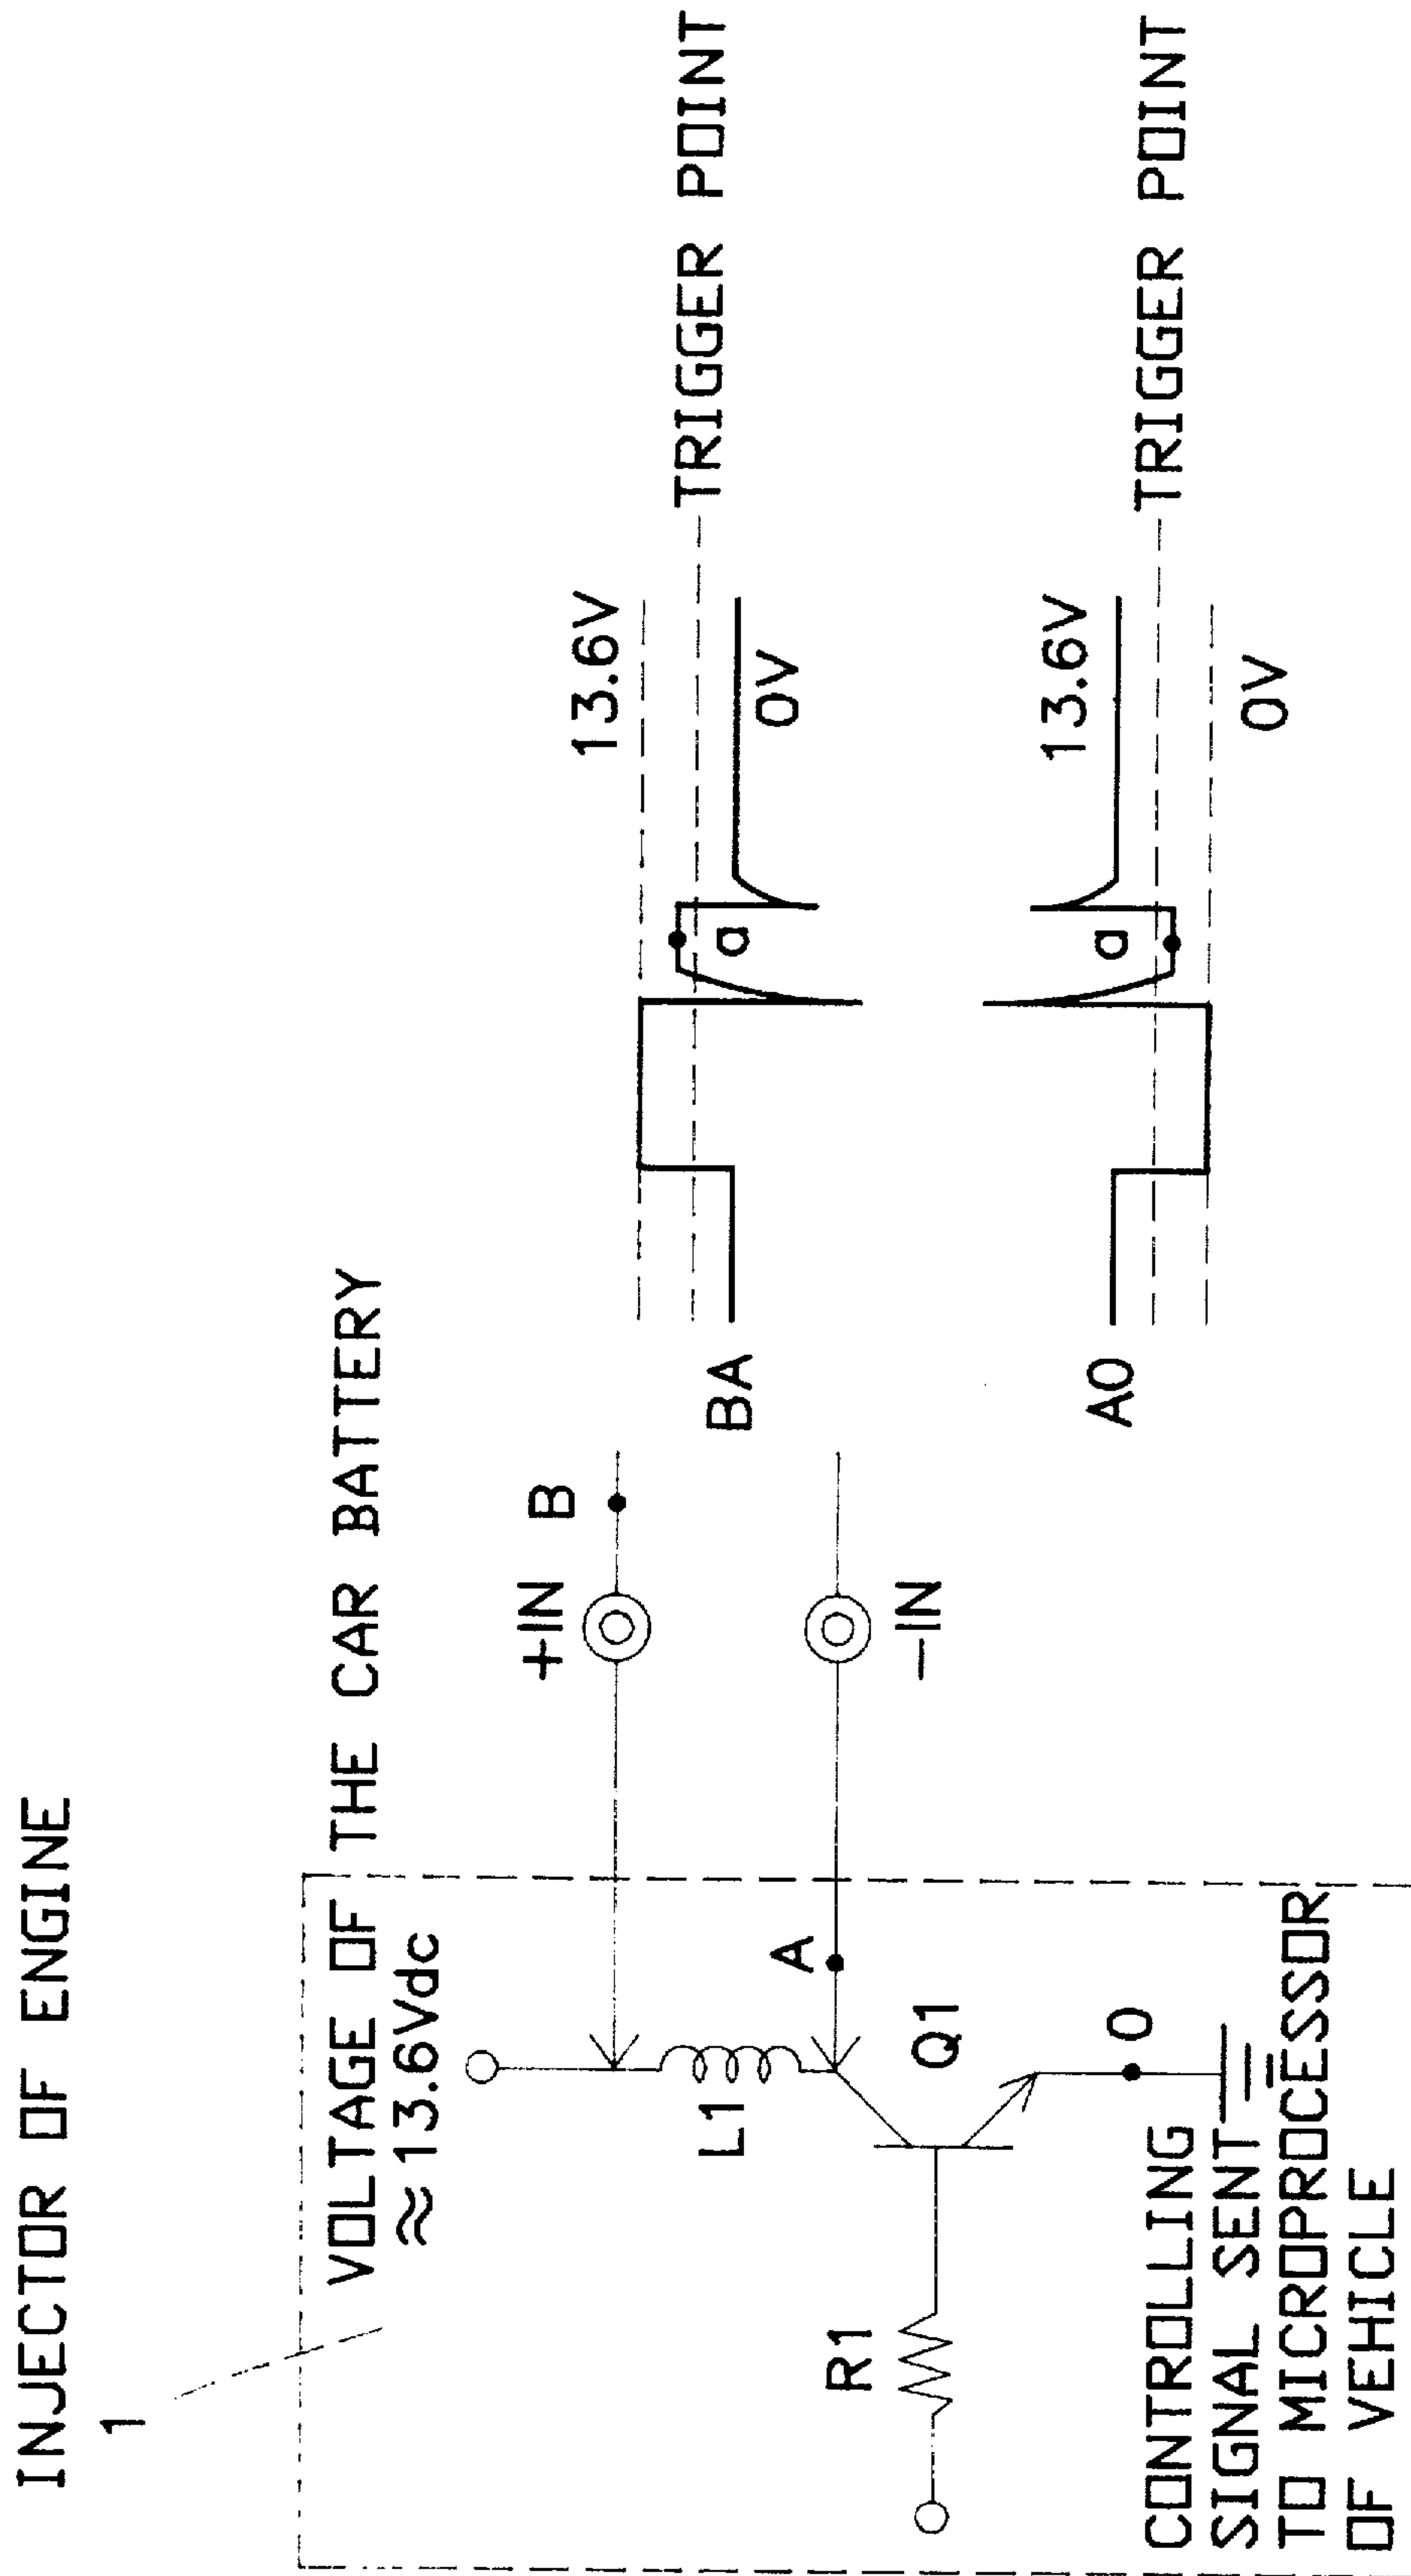 INJECTOR OF ENGINE
1
VOLTAGE OF THE CAR BATTERY
≈13.6Vdc
+IN B
L1
A
-IN
R1
Q1
O
CONTROLLING
SIGNAL SENT
TO MICROPROCESSOR
OF VEHICLE
13.6V
TRIGGER POINT
BA
a
0V
13.6V
a
TRIGGER POINT
AO
0V